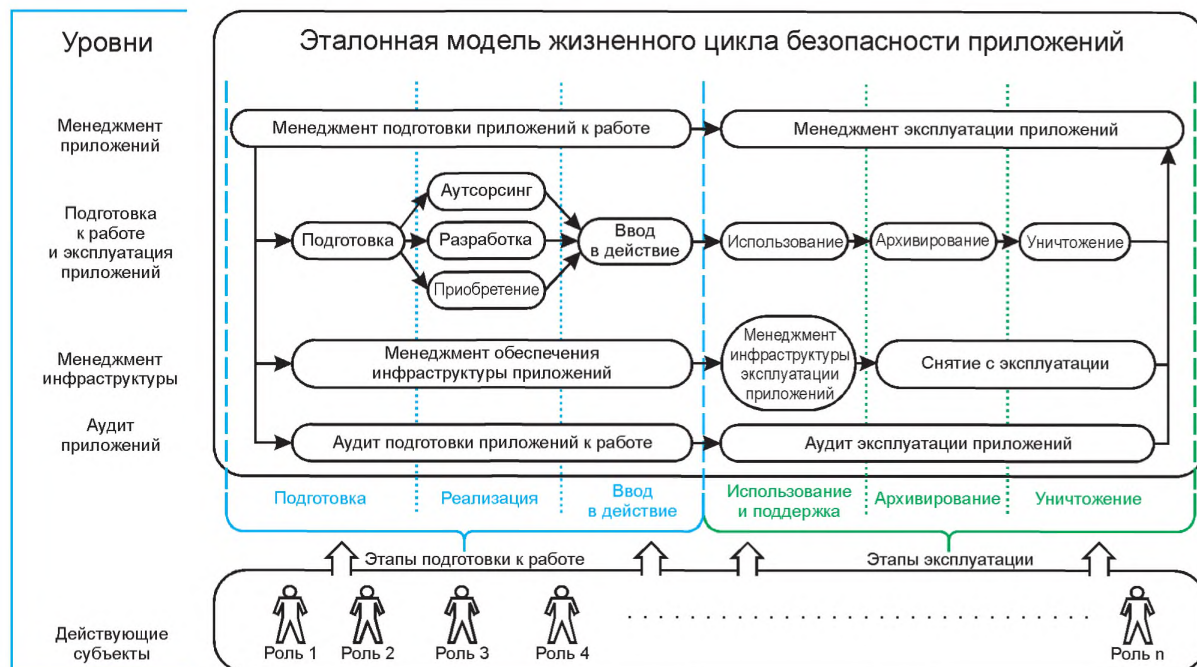 Уровни
Эталонная модель жизненного цикла безопасности приложений
Менеджмент
приложений
Менеджмент подготовки приложений к работе
Менеджмент эксплуатации приложений
Подготовка
к работе
и эксплуатация
приложений
Подготовка
Аутсорсинг
Разработка
Приобретение
Ввод
в действие
Использование
Архивирование
Уничтожение
Менеджмент
инфраструктуры
Менеджмент обеспечения
инфраструктуры приложений
Менеджмент
инфраструктуры
эксплуатации
приложений
Снятие с эксплуатации
Аудит
приложений
Аудит подготовки приложений к работе
Аудит эксплуатации приложений
Подготовка
Реализация
Ввод
в действие
Использование
и поддержка
Архивирование
Уничтожение
Этапы подготовки к работе
Этапы эксплуатации
Действующие
субъекты
Роль 1
Роль 2
Роль 3
Роль 4
Роль n